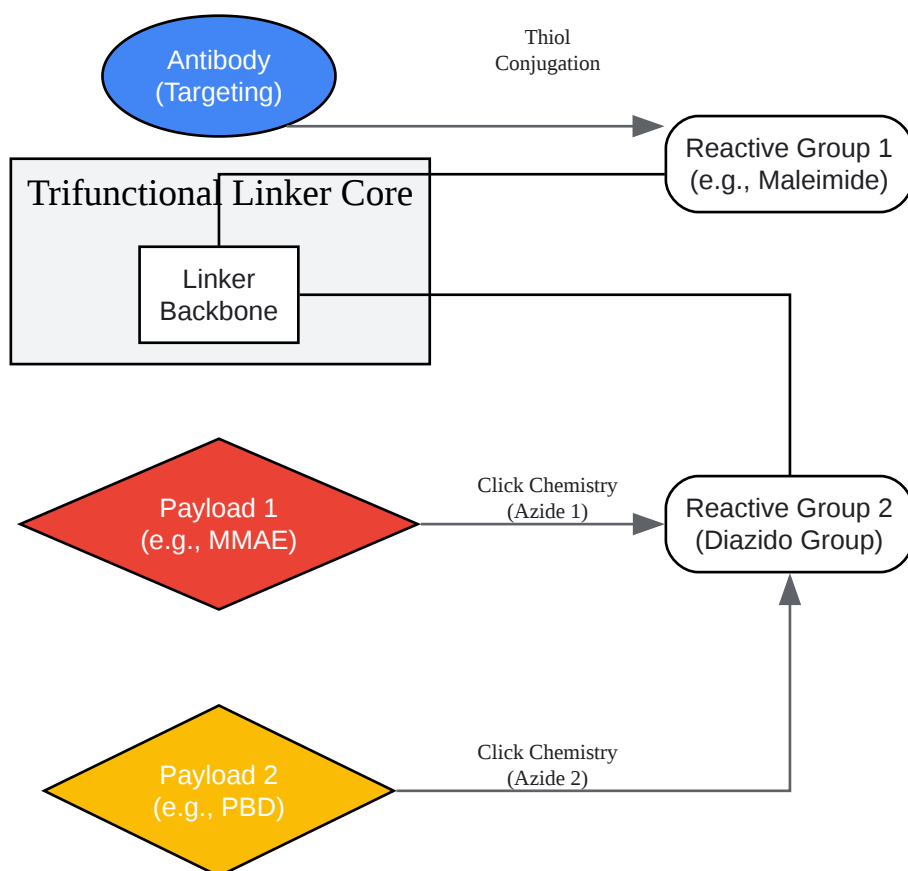 Antibody
(Targeting)
Thiol
Conjugation
Reactive Group 1
(e.g., Maleimide)
Trifunctional Linker Core
Linker
Backbone
Payload 1
(e.g., MMAE)
Click Chemistry
(Azide 1)
Reactive Group 2
(Diazido Group)
Payload 2
(e.g., PBD)
Click Chemistry
(Azide 2)